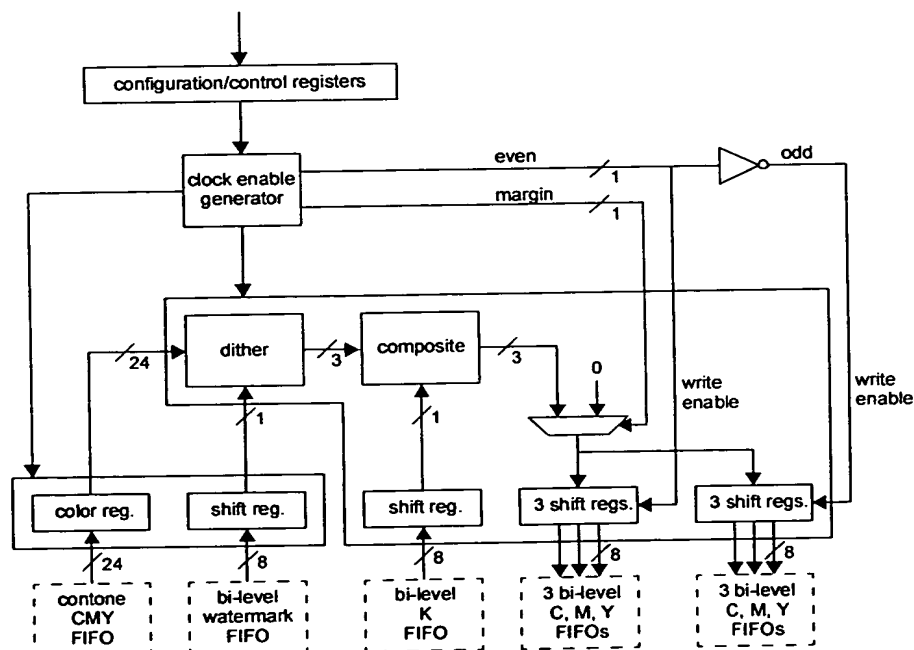 configuration/control registers
clock enable
generator
even
1
odd
margin
1
dither
composite
24
3
3
0
1
1
write
enable
write
enable
color reg.
shift reg.
shift reg.
3 shift regs.
3 shift regs.
24
8
8
8
8
contone
CMY
FIFO
bi-level
watermark
FIFO
bi-level
K
FIFO
3 bi-level
C, M, Y
FIFOs
3 bi-level
C, M, Y
FIFOs